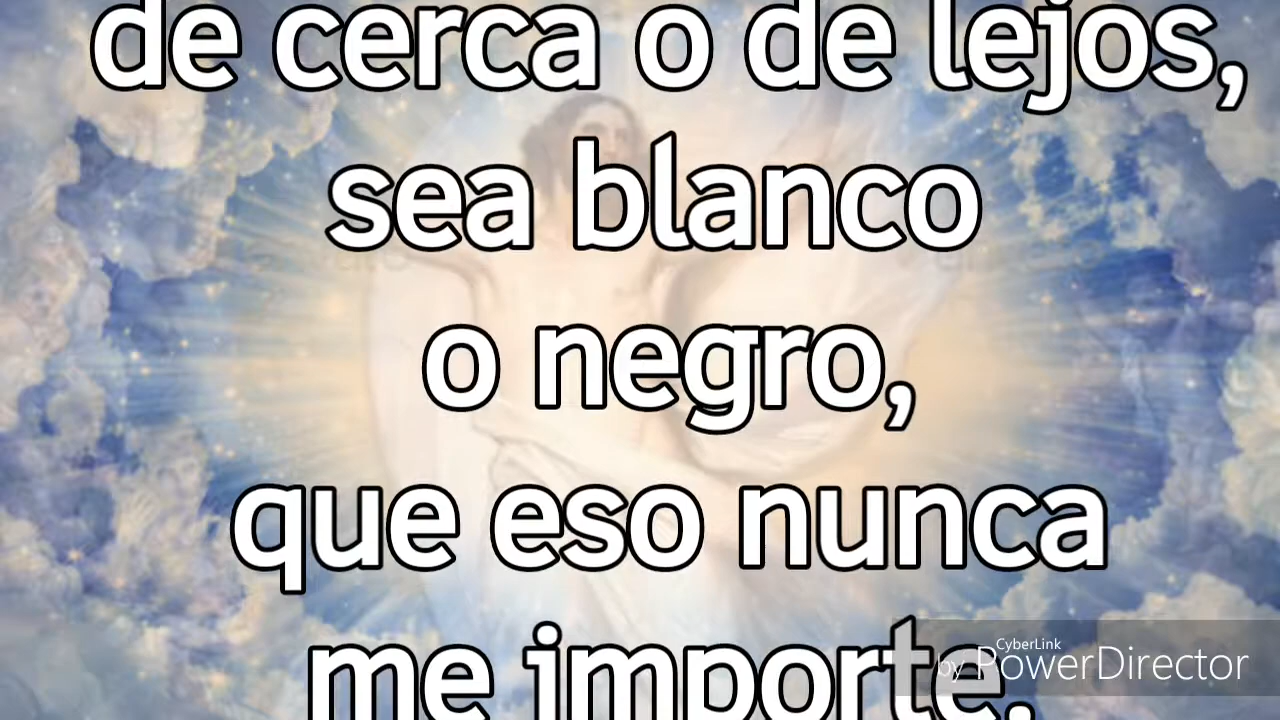 de cerca o de lejos,
sea blanco
o negro,
que eso nunca
me importe.
CyberLink
by PowerDirector